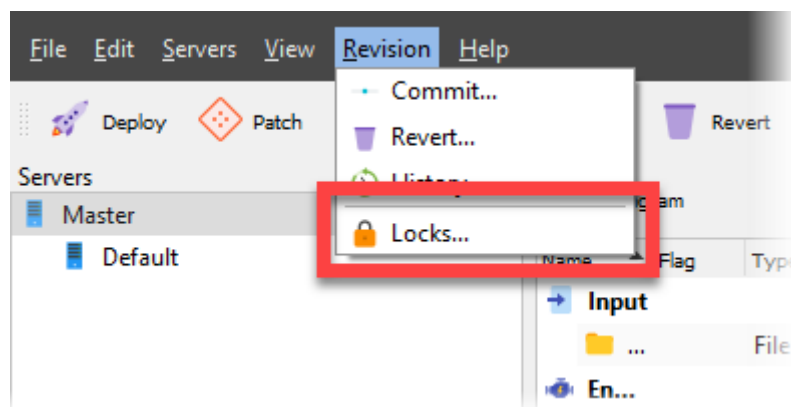 File Edit Servers View Revision Help
Commit...
Deploy Patch Revert
Revert...
Servers
Master
Locks...
Default
Name Flag
Input
... File
En...